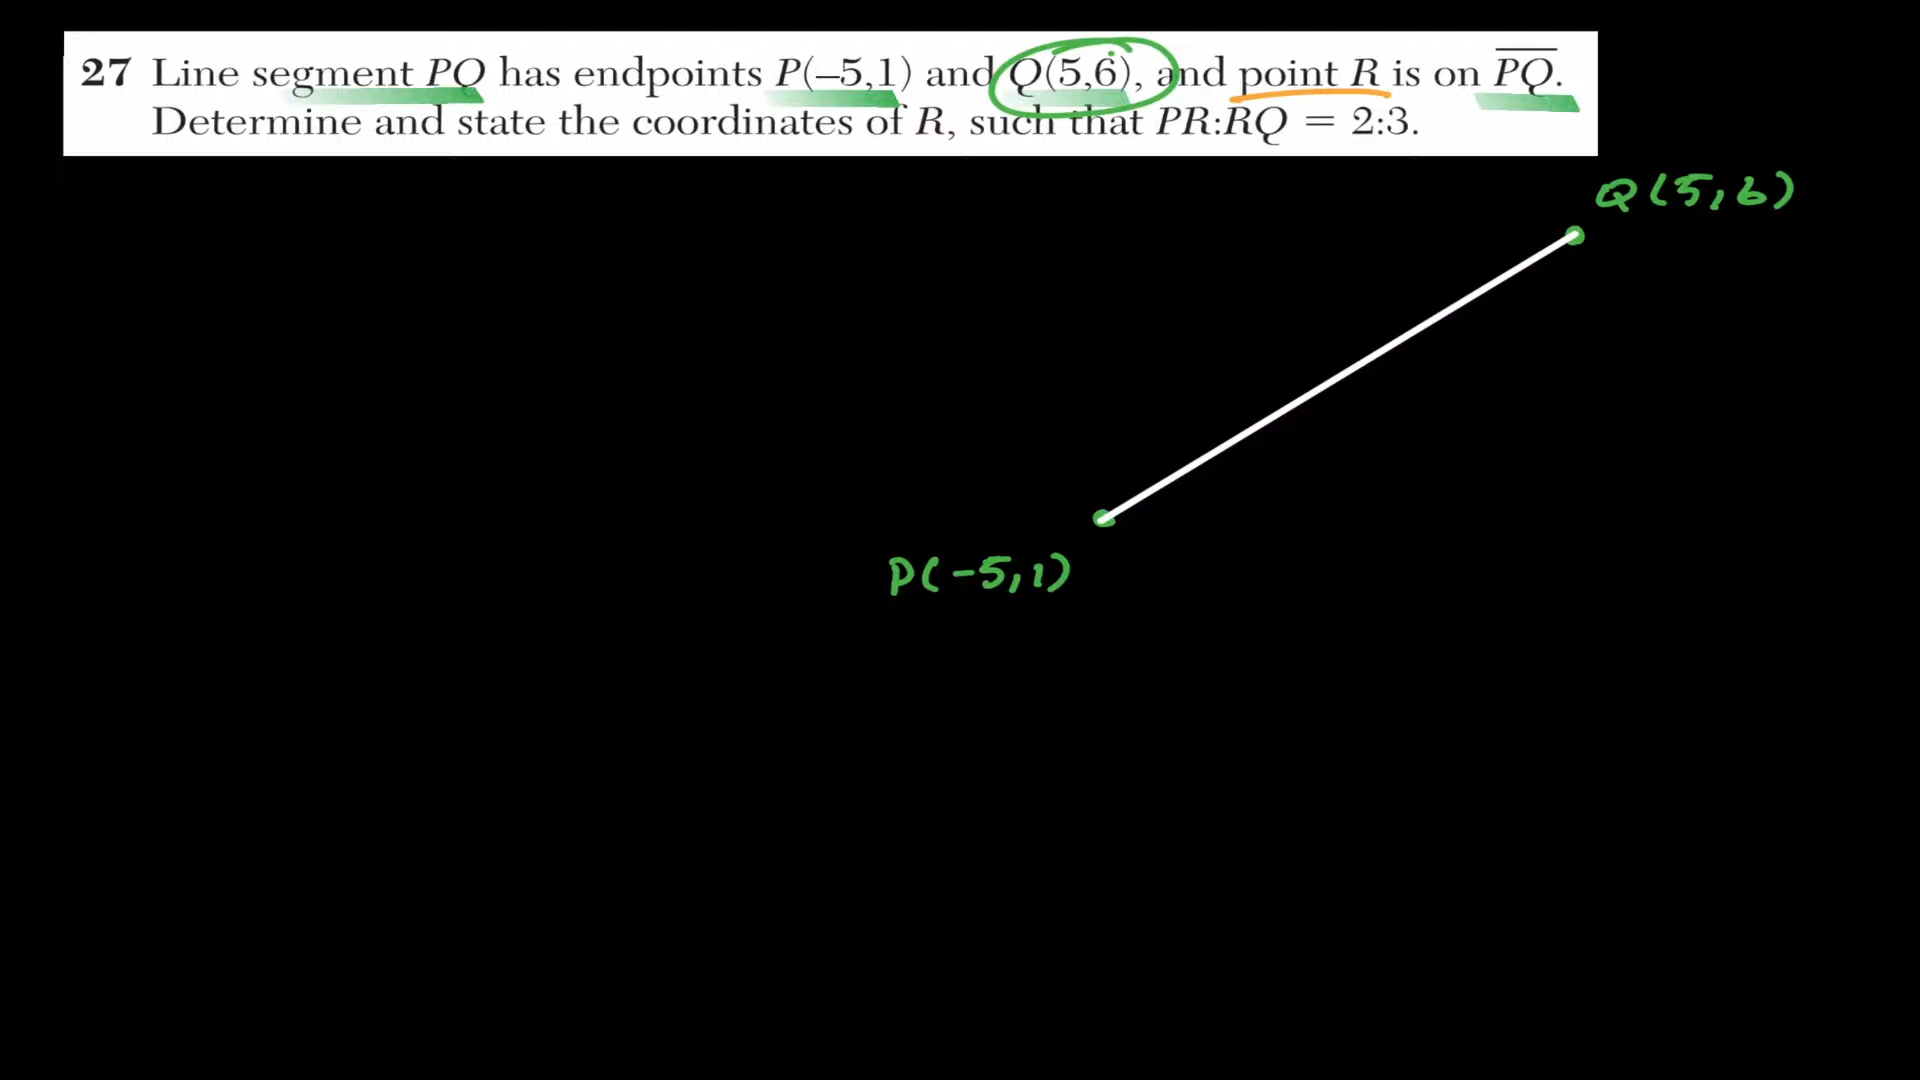 27 Line segment PQ has endpoints P(–5,1) and Q(5,6), and point R is on PQ.
Determine and state the coordinates of R, such that PR:RQ = 2:3.
Q(5,6)
P(-5,1)